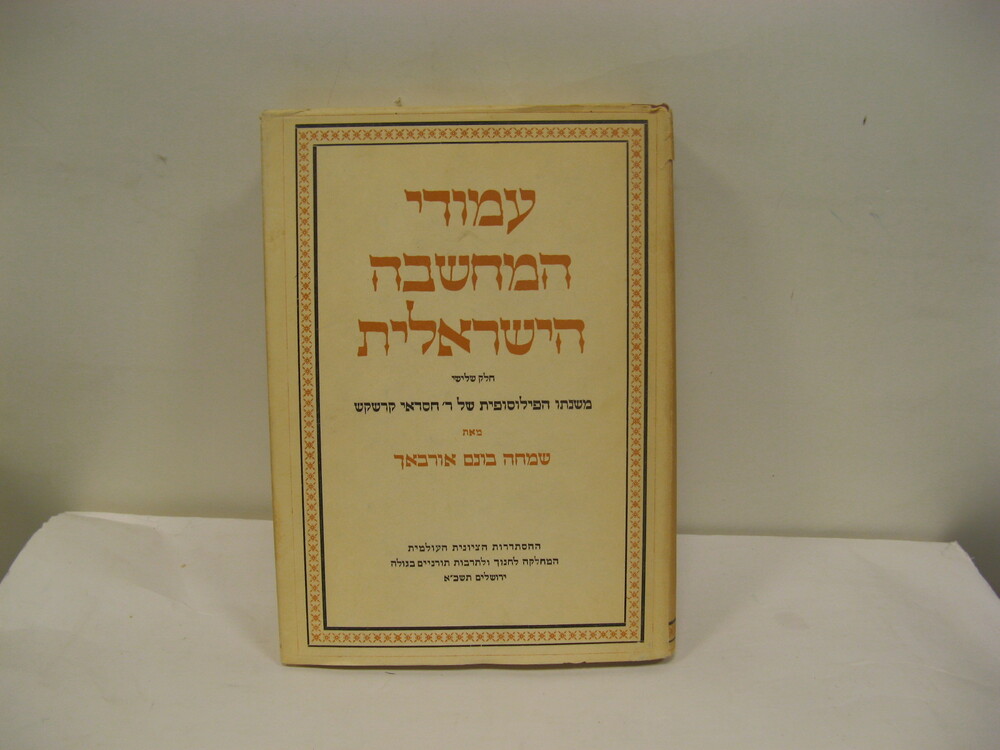 עמודי
המחשבה
הישראלית
חלק שלישי
משנתו הפילוסופית של ר׳ חסדאי קרשקש
מאת
שמחה בונם אורבאך
ההסתדרות הציונית העולמית
המחלקה לחנוך ולתרבות תורניים בגולה
ירושלים תשכ״א